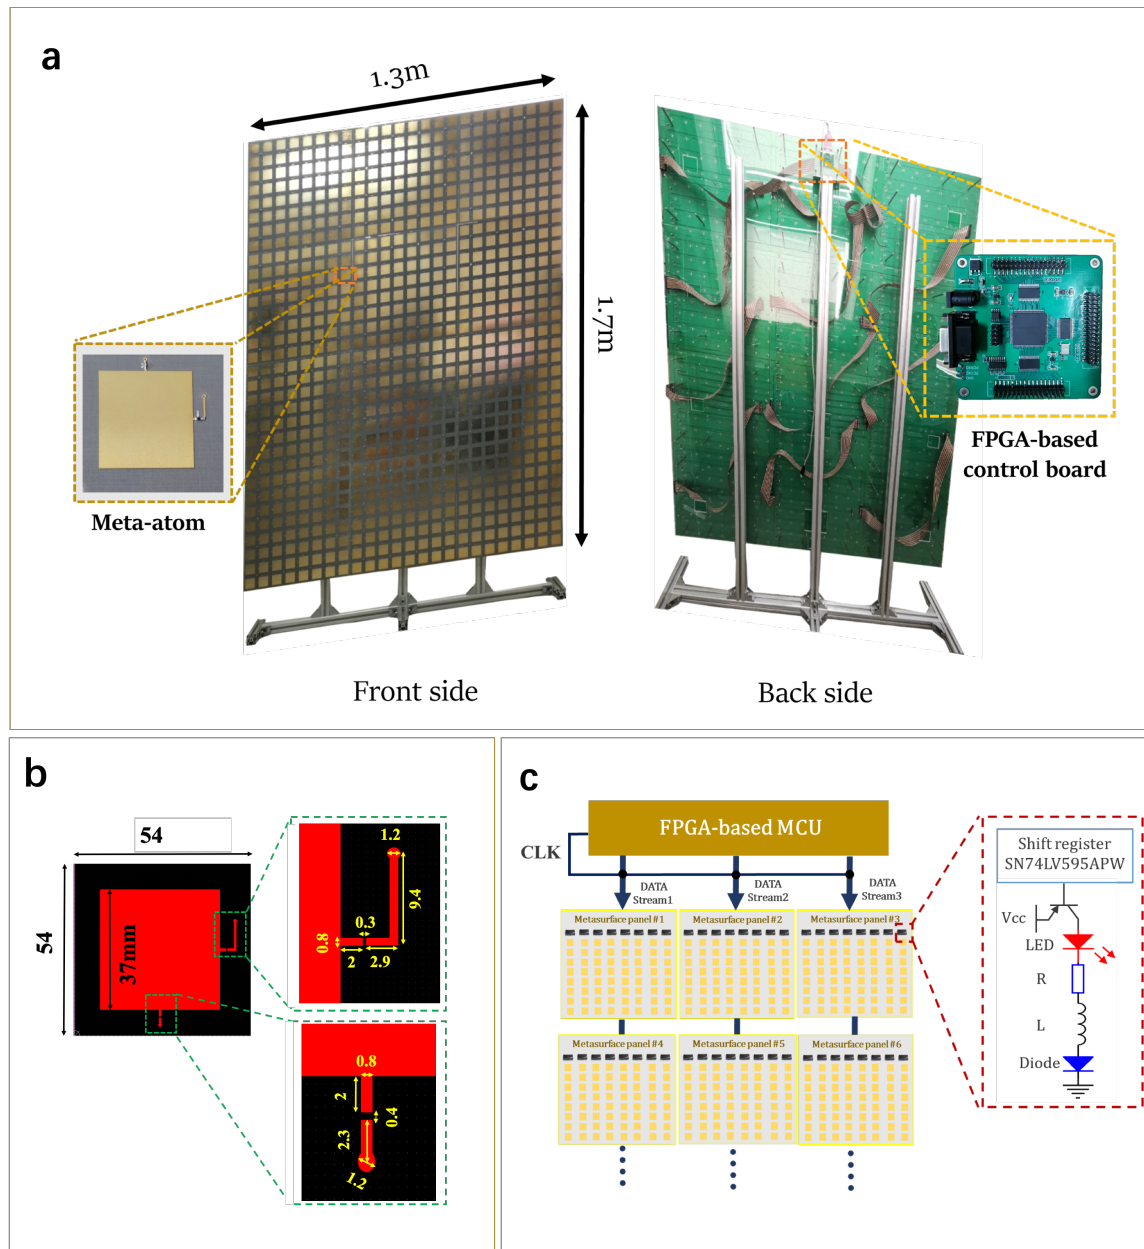 a
1.3m
1.7m
Meta-atom
FPGA-based
control board
Front side
Back side
b
54
54
37mm
1.2
9.4
0.3
0.8
2
2.9
0.8
2
0.4
2.3
1.2
c
FPGA-based MCU
CLK
DATA
Stream1
DATA
Stream2
DATA
Stream3
Metasurface panel #1
Metasurface panel #2
Metasurface panel #3
Metasurface panel #4
Metasurface panel #5
Metasurface panel #6
Shift register
SN74LV595APW
Vcc
LED
R
L
Diode